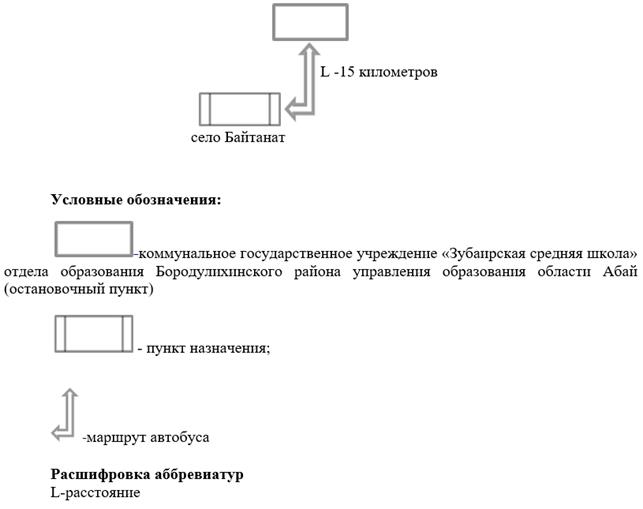 L -15 километров
село Байтанат
Условные обозначения:
-коммунальное государственное учреждение «Зубаирская средняя школа»
отдела образования Бородулихинского района управления образования области Абай
(остановочный пункт)
- пункт назначения;
-маршрут автобуса
Расшифровка аббревиатур
L-расстояние